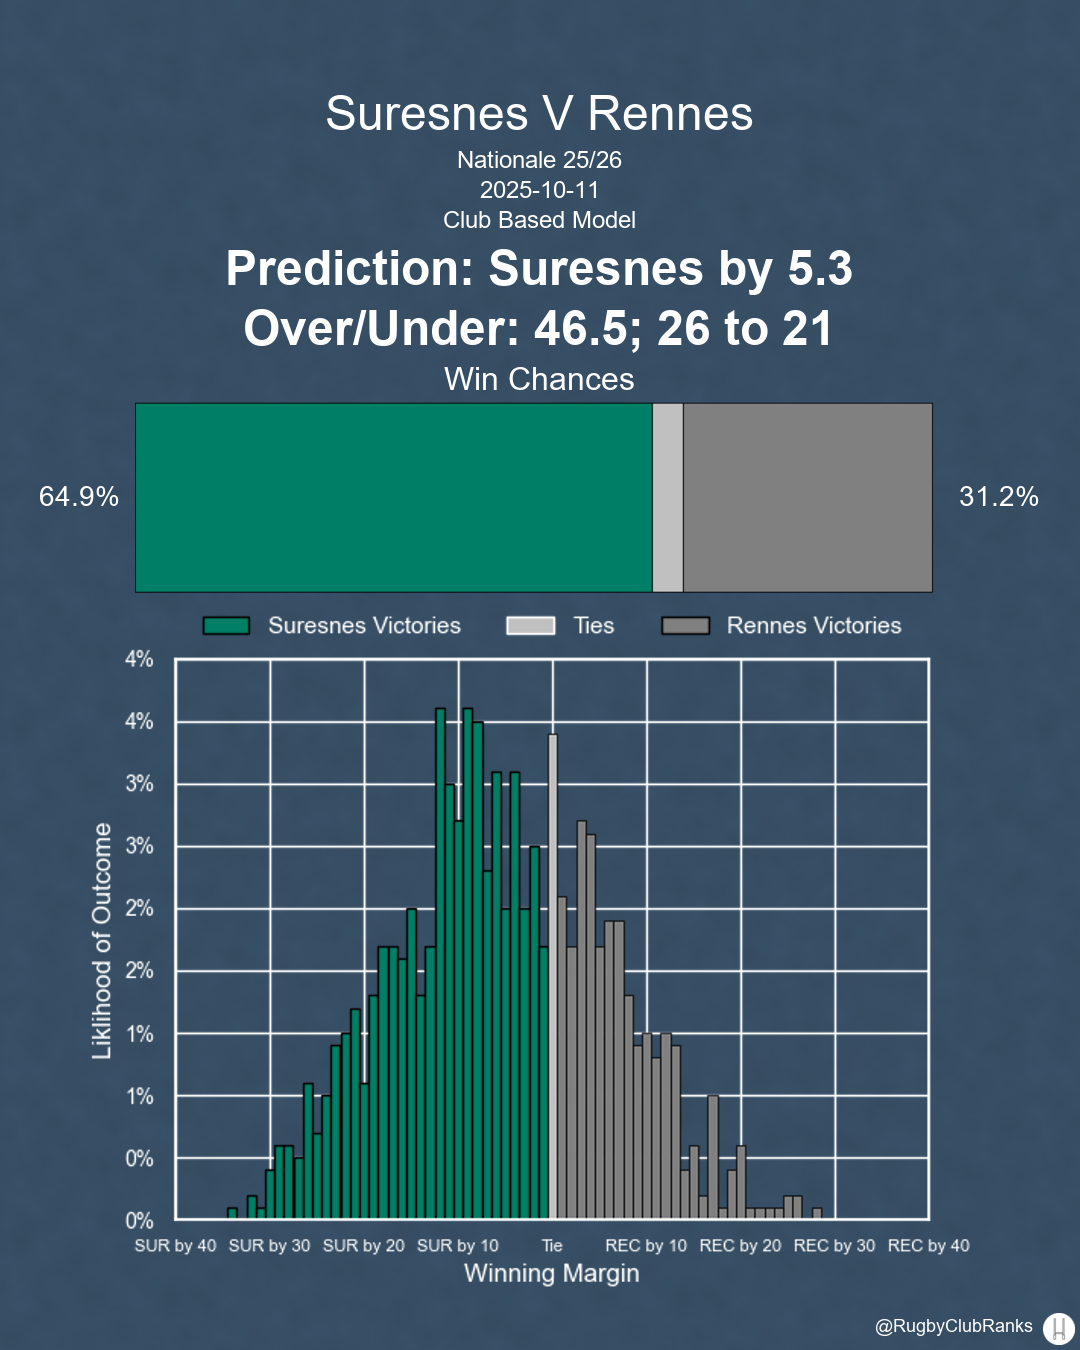 Suresnes V Rennes
Nationale 25/26
2025-10-11
Club Based Model
Prediction: Suresnes by 5.3
Over/Under: 46.5; 26 to 21
Win Chances
64.9%
31.2%
Suresnes Victories Ties Rennes Victories
4%
4%
3%
3%
2%
2%
1%
1%
0%
0%
Liklihood of Outcome
SUR by 40 SUR by 30 SUR by 20 SUR by 10 Tie REC by 10 REC by 20 REC by 30 REC by 40
Winning Margin
@RugbyClubRanks